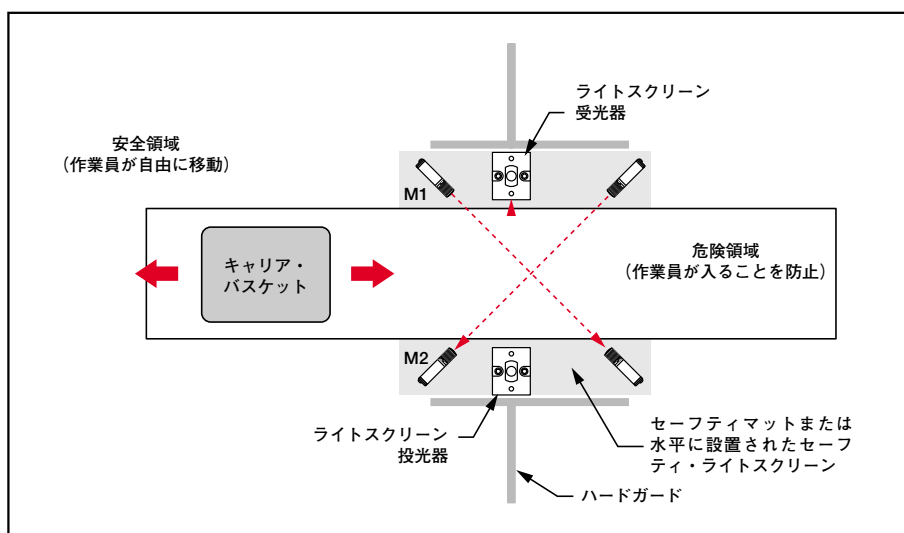 ライトスクリーン
受光器
安全領域
（作業員が自由に移動）
M1
危険領域
（作業員が入ることを防止）
キャリア・
バスケット
M2
ライトスクリーン
投光器
セーフティマットまたは
水平に設置されたセーフ
ティ・ライトスクリーン
ハードガード